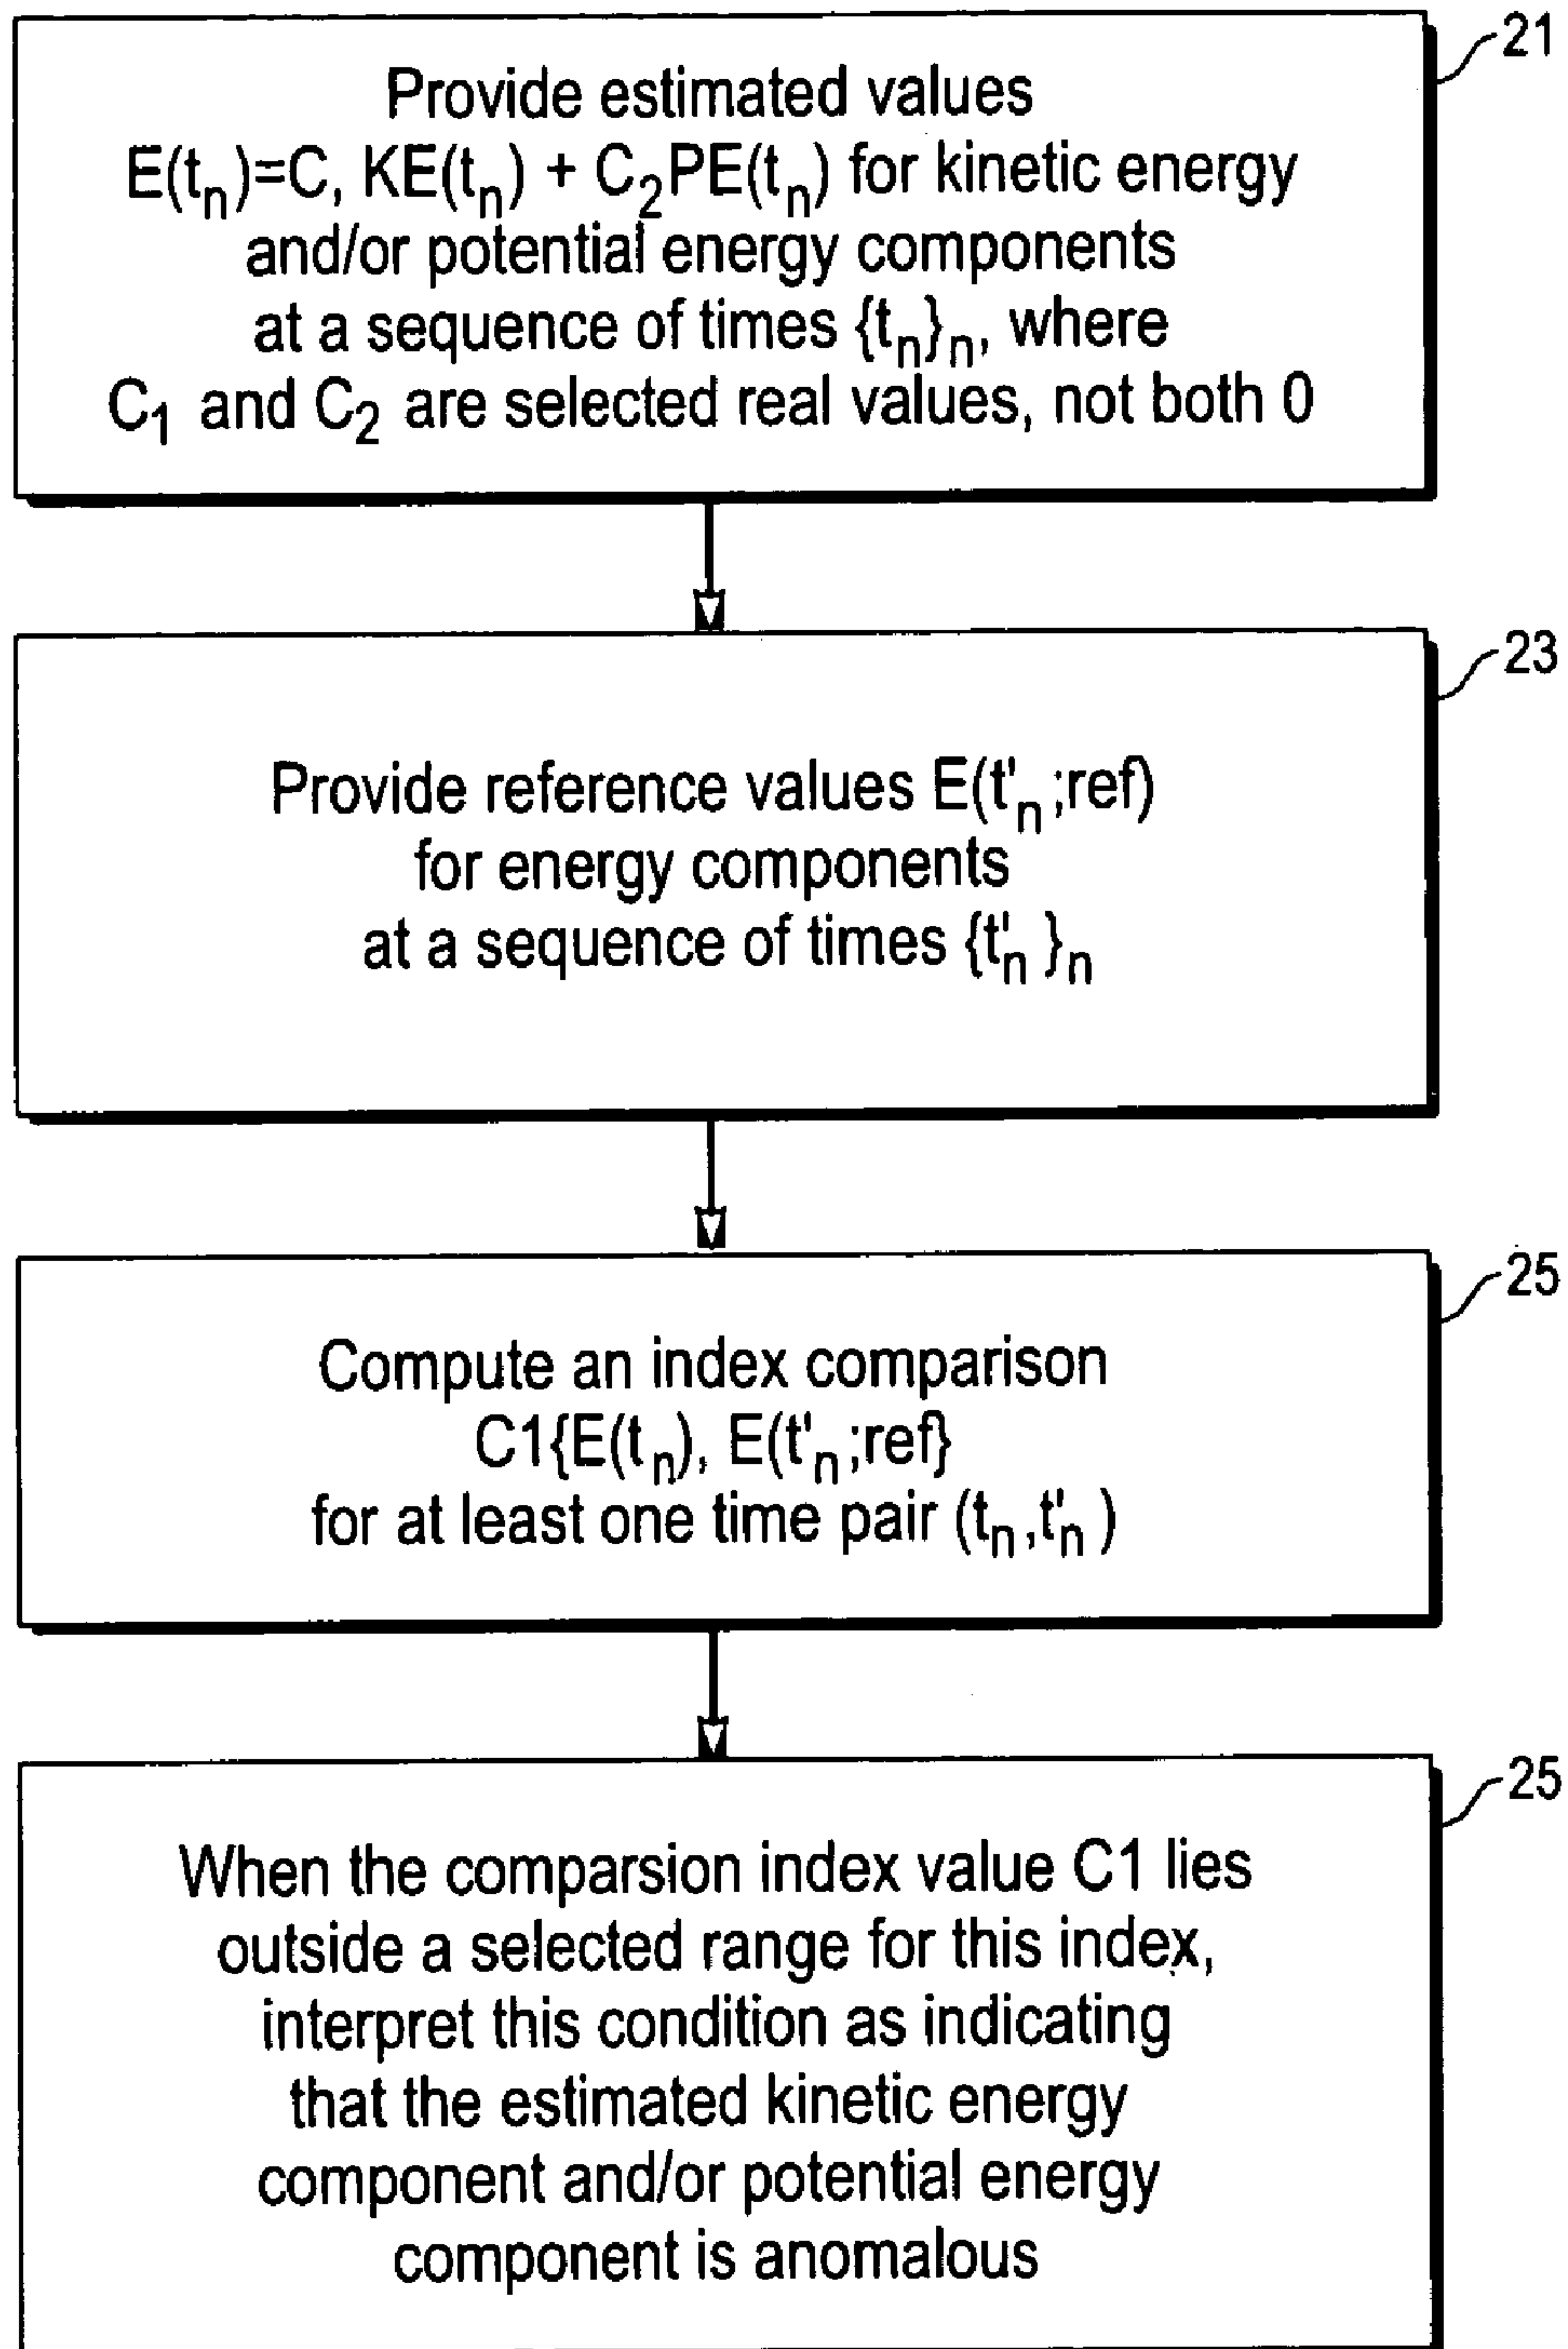 21
Provide estimated values
E(tₙ)=C, KE(tₙ) + C₂PE(tₙ) for kinetic energy
and/or potential energy components
at a sequence of times {tₙ}ₙ, where
C₁ and C₂ are selected real values, not both 0
23
Provide reference values E(t'ₙ;ref)
for energy components
at a sequence of times {t'ₙ}ₙ
25
Compute an index comparison
C1{E(tₙ), E(t'ₙ;ref}
for at least one time pair (tₙ,t'ₙ)
25
When the comparsion index value C1 lies
outside a selected range for this index,
interpret this condition as indicating
that the estimated kinetic energy
component and/or potential energy
component is anomalous